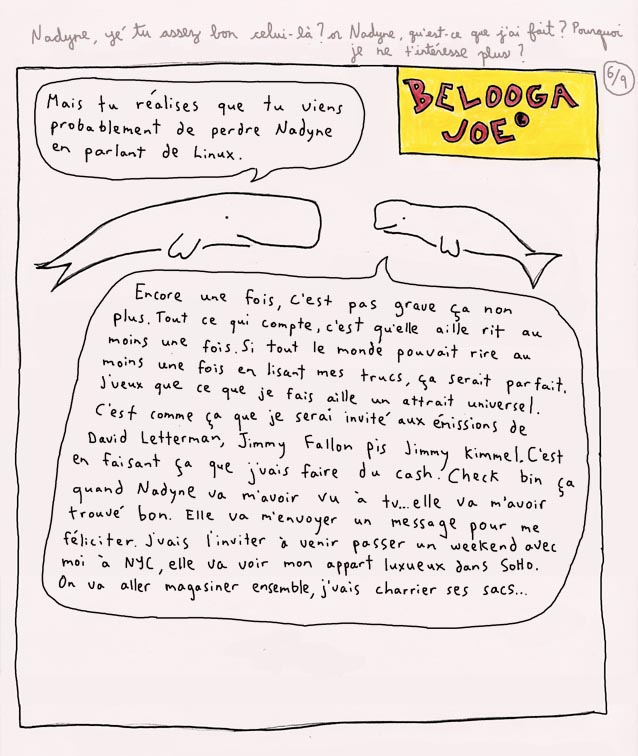 Nadyne, yé tu assez bon celui-là? or Nadyne, qu'est-ce que j'ai fait? Pourquoi
je ne t'intéresse plus?
6/9
BELOOGA
JOE
Mais tu réalises que tu viens
probablement de perdre Nadyne
en parlant de Linux.
Encore une fois, c'est pas grave ça non
plus. Tout ce qui compte, c'est qu'elle aille rit au
moins une fois. Si tout le monde pouvait rire au
moins une fois en lisant mes trucs, ça serait parfait.
J'veux que ce que je fais aille un attrait universel.
C'est comme ça que je serai invité aux émissions de
David Letterman, Jimmy Fallon pis Jimmy Kimmel. C'est
en faisant ça que j'vais faire du cash. Check bin ça
quand Nadyne va m'avoir vu à tv...elle va m'avoir
trouvé bon. Elle va m'envoyer un message pour me
féliciter. J'vais l'inviter à venir passer un weekend avec
moi à NYC, elle va voir mon appart luxueux dans SoHo.
On va aller magasiner ensemble, j'vais charrier ses sacs...